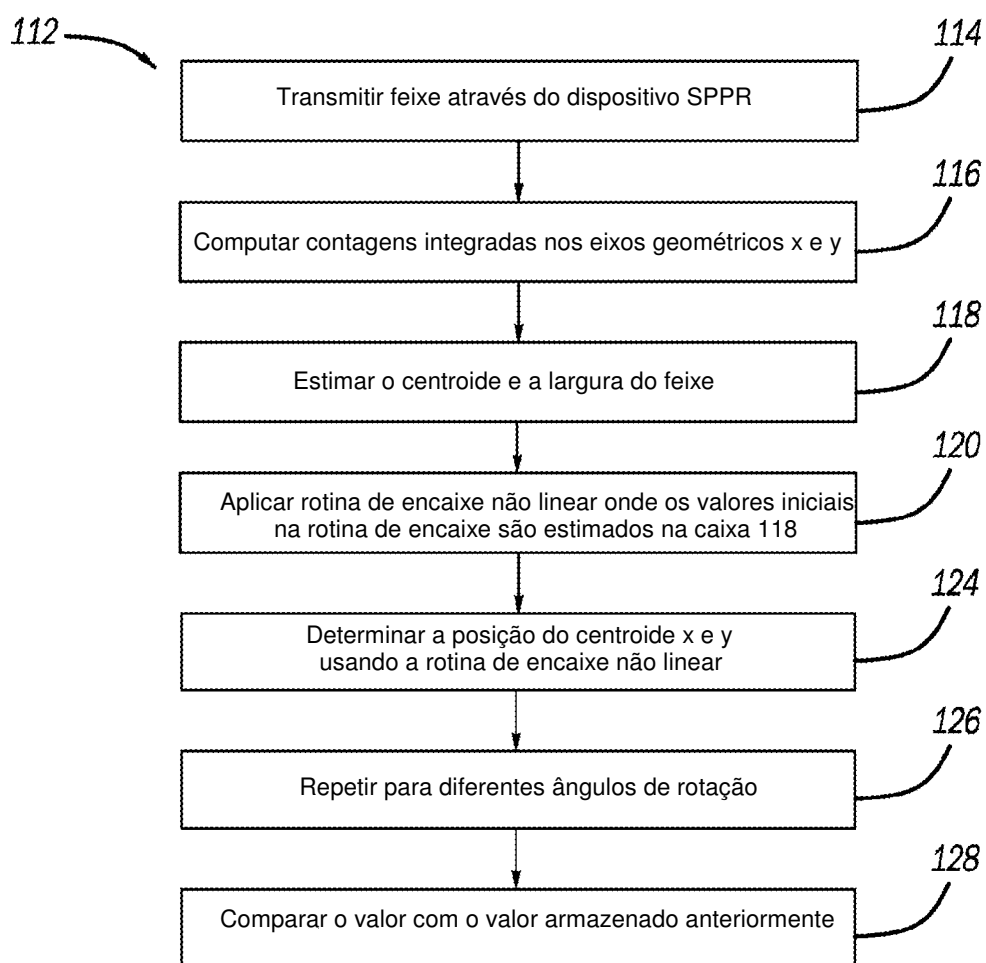 112
114
Transmitir feixe através do dispositivo SPPR
116
Computar contagens integradas nos eixos geométricos x e y
118
Estimar o centroide e a largura do feixe
120
Aplicar rotina de encaixe não linear onde os valores iniciais
na rotina de encaixe são estimados na caixa 118
124
Determinar a posição do centroide x e y
usando a rotina de encaixe não linear
126
Repetir para diferentes ângulos de rotação
128
Comparar o valor com o valor armazenado anteriormente